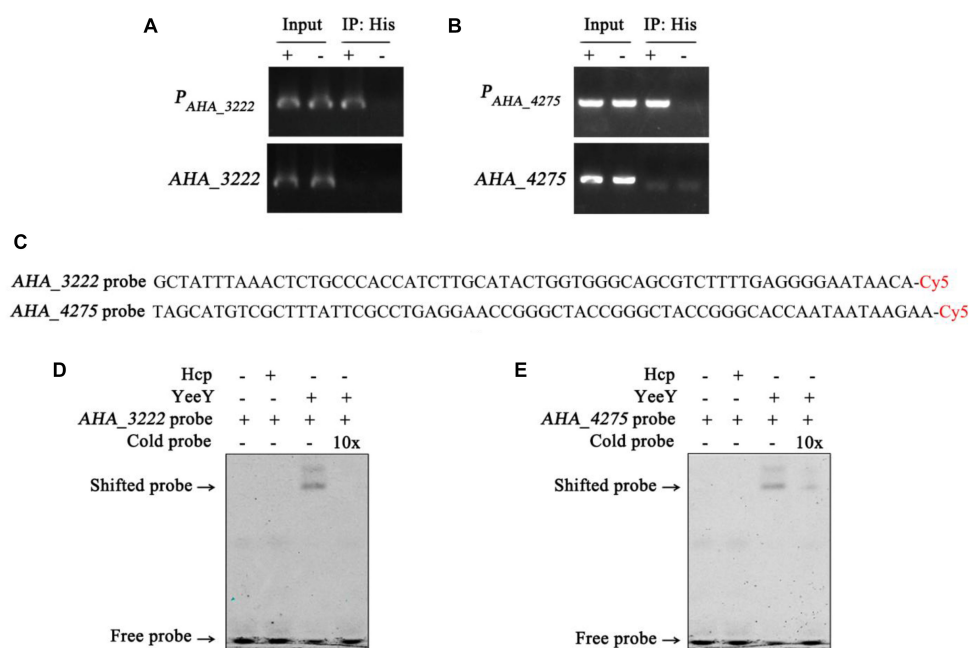 A
Input IP: His
+ - + -
P AHA_3222
AHA_3222
B
Input IP: His
+ - + -
P AHA_4275
AHA_4275
C
AHA_3222 probe GCTATTTAAACTCTGCCCACCATCTTGCATACTGGTGGGCAGCGTCTTTTGAGGGGAATAACA-Cy5
AHA_4275 probe TAGCATGTCGCTTTATTCGCCTGAGGAACCGGGCTACCGGGCTACCGGGCACCAATAATAAGAA-Cy5
D
Hcp - + - -
YeeY - - + +
AHA_3222 probe + + + +
Cold probe - - - 10x
Shifted probe →
Free probe →
E
Hcp - + - -
YeeY - - + +
AHA_4275 probe + + + +
Cold probe - - - 10x
Shifted probe →
Free probe →